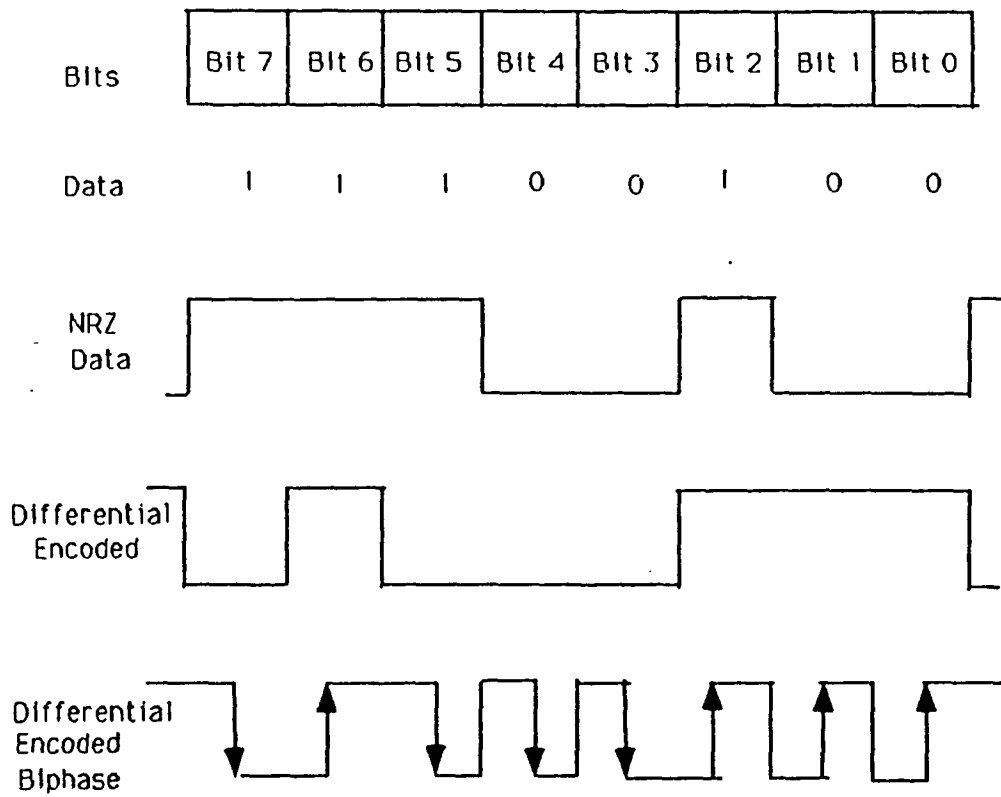 Bits Bit 7 Bit 6 Bit 5 Bit 4 Bit 3 Bit 2 Bit 1 Bit 0
Data 1 1 1 0 0 1 0 0
NRZ
Data
Differential
Encoded
Differential
Encoded
Biphase